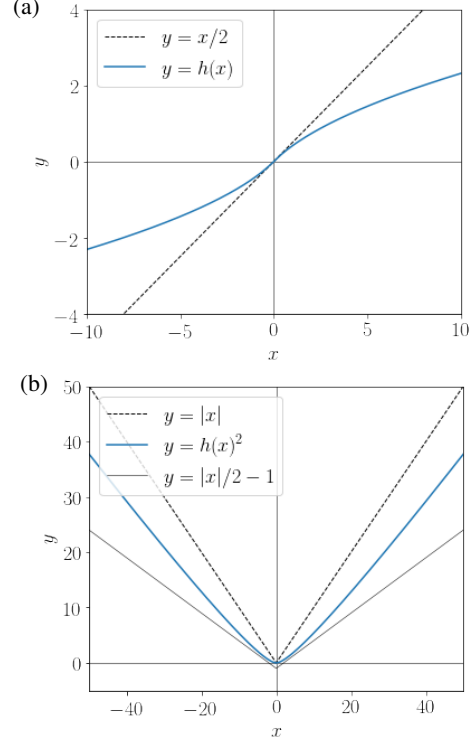 (a)
4
2
0
−2
−4
y
y = x/2
y = h(x)
−10
−5
0
5
10
x
(b)
50
40
30
20
10
0
y
y = |x|
y = h(x)²
y = |x|/2 − 1
−40
−20
0
20
40
x